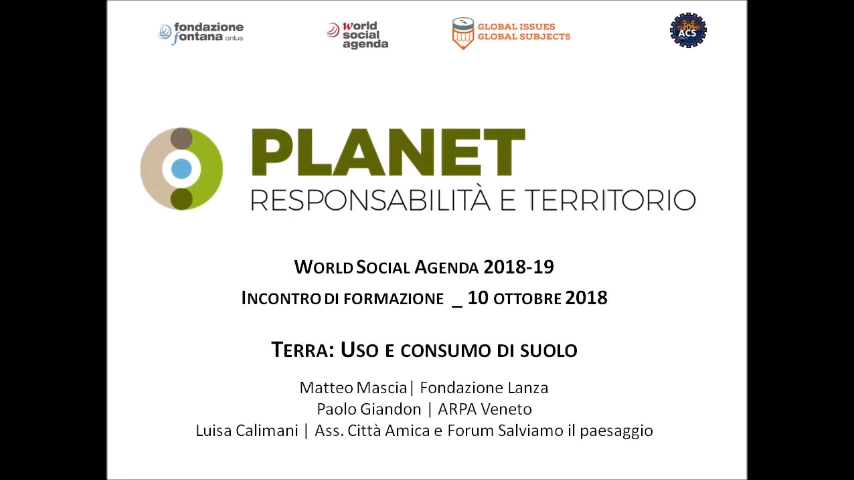 fondazione
fontana onlus
world
social
agenda
GLOBAL ISSUES
GLOBAL SUBJECTS
ACS
PLANET
RESPONSABILITÀ E TERRITORIO
WORLD SOCIAL AGENDA 2018-19
INCONTRO DI FORMAZIONE _ 10 OTTOBRE 2018
TERRA: USO E CONSUMO DI SUOLO
Matteo Mascia| Fondazione Lanza
Paolo Giandon | ARPA Veneto
Luisa Calimani | Ass. Città Amica e Forum Salviamo il paesaggio